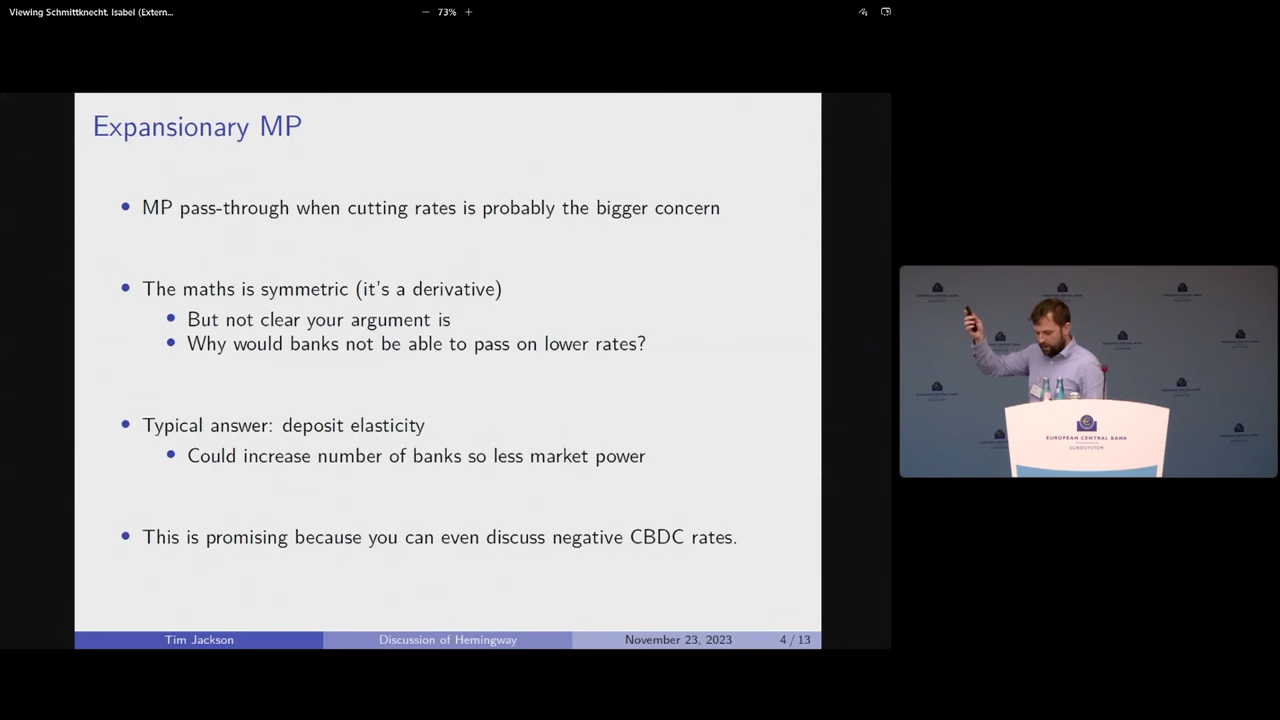 Viewing Schmittknecht, Isabel (Extern...
73%
Expansionary MP
MP pass-through when cutting rates is probably the bigger concern
The maths is symmetric (it's a derivative)
But not clear your argument is
Why would banks not be able to pass on lower rates?
Typical answer: deposit elasticity
Could increase number of banks so less market power
This is promising because you can even discuss negative CBDC rates.
Tim Jackson
Discussion of Hemingway
November 23, 2023
4 / 13
EUROPEAN CENTRAL BANK
EUROSYSTEM